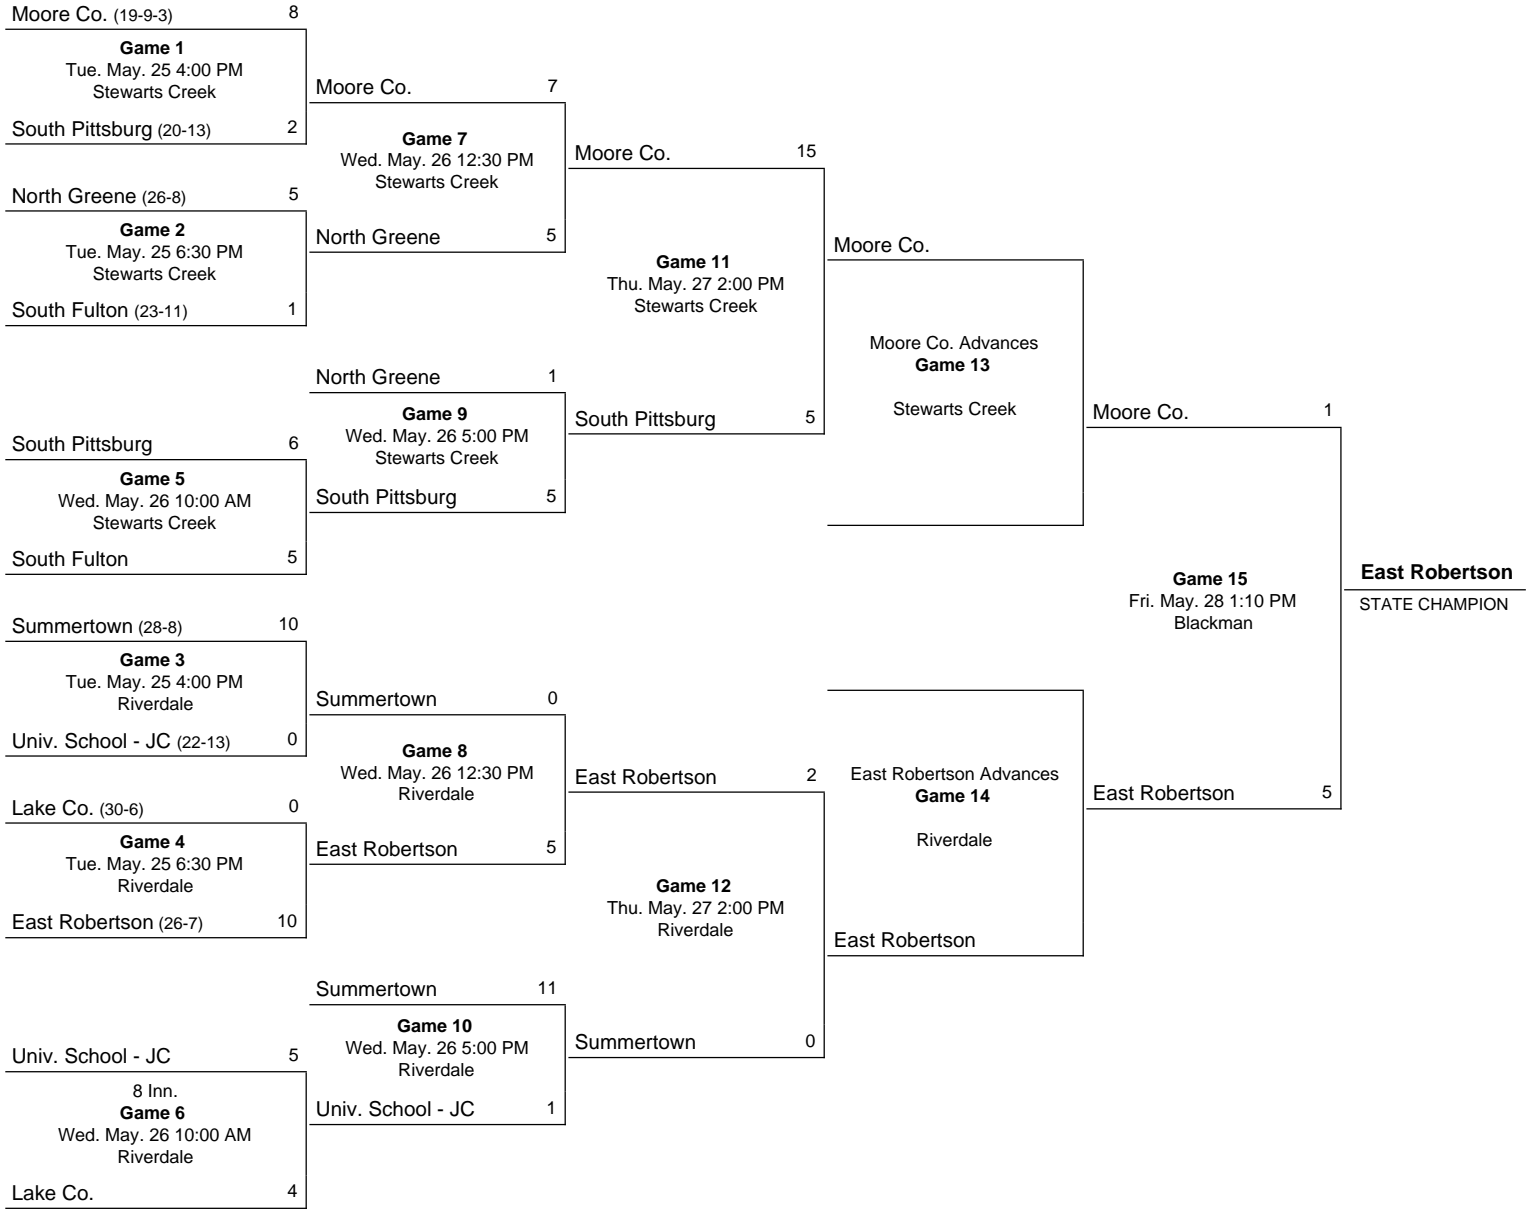 Moore Co. (19-9-3) 8
Game 1
Tue. May. 25 4:00 PM
Stewarts Creek
South Pittsburg (20-13) 2
North Greene (26-8) 5
Game 2
Tue. May. 25 6:30 PM
Stewarts Creek
South Fulton (23-11) 1
South Pittsburg 6
Game 5
Wed. May. 26 10:00 AM
Stewarts Creek
South Fulton 5
Summertown (28-8) 10
Game 3
Tue. May. 25 4:00 PM
Riverdale
Univ. School - JC (22-13) 0
Lake Co. (30-6) 0
Game 4
Tue. May. 25 6:30 PM
Riverdale
East Robertson (26-7) 10
Univ. School - JC 5
8 Inn.
Game 6
Wed. May. 26 10:00 AM
Riverdale
Lake Co. 4
Moore Co. 7
Game 7
Wed. May. 26 12:30 PM
Stewarts Creek
North Greene 5
North Greene 1
Game 9
Wed. May. 26 5:00 PM
Stewarts Creek
South Pittsburg 5
Summertown 0
Game 8
Wed. May. 26 12:30 PM
Riverdale
East Robertson 5
Summertown 11
Game 10
Wed. May. 26 5:00 PM
Riverdale
Univ. School - JC 1
Moore Co. 15
Game 11
Thu. May. 27 2:00 PM
Stewarts Creek
South Pittsburg 5
East Robertson 2
Game 12
Thu. May. 27 2:00 PM
Riverdale
Summertown 0
Moore Co.
Moore Co. Advances
Game 13
Stewarts Creek
East Robertson Advances
Game 14
Riverdale
East Robertson
Moore Co. 1
Game 15
Fri. May. 28 1:10 PM
Blackman
East Robertson 5
East Robertson
STATE CHAMPION